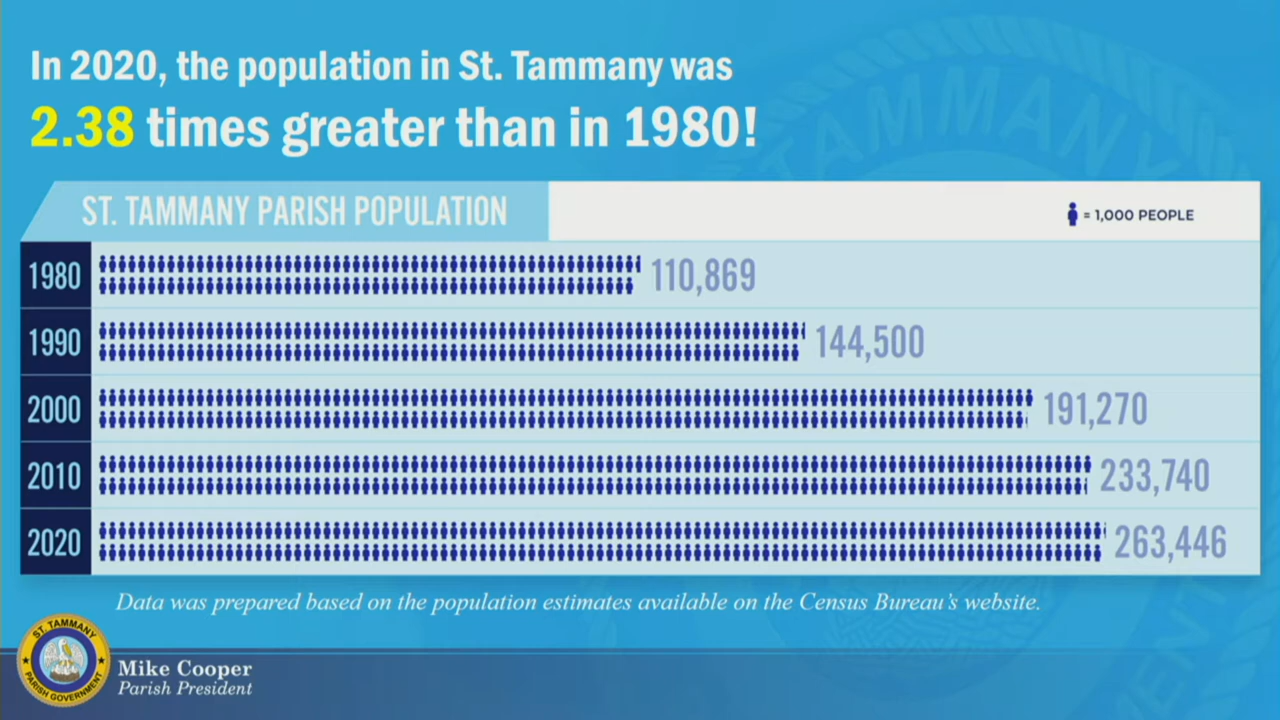 In 2020, the population in St. Tammany was
2.38 times greater than in 1980!
ST. TAMMANY PARISH POPULATION
= 1,000 PEOPLE
1980 110,869
1990 144,500
2000 191,270
2010 233,740
2020 263,446
Data was prepared based on the population estimates available on the Census Bureau's website.
ST. TAMMANY
PARISH GOVERNMENT
Mike Cooper
Parish President
TAMMANY
MENT